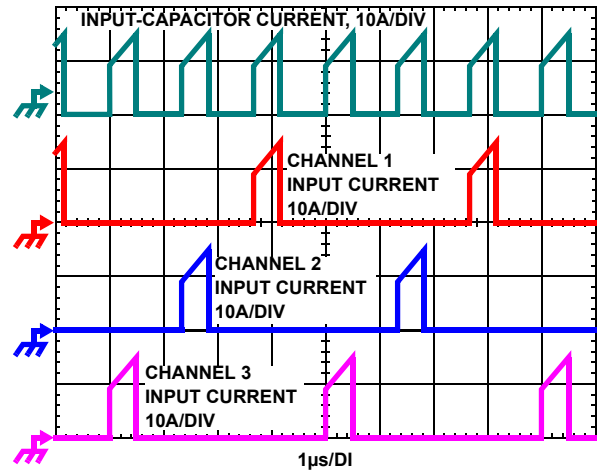 INPUT-CAPACITOR CURRENT, 10A/DIV
CHANNEL 1
INPUT CURRENT
10A/DIV
CHANNEL 2
INPUT CURRENT
10A/DIV
CHANNEL 3
INPUT CURRENT
10A/DIV
1µs/DI